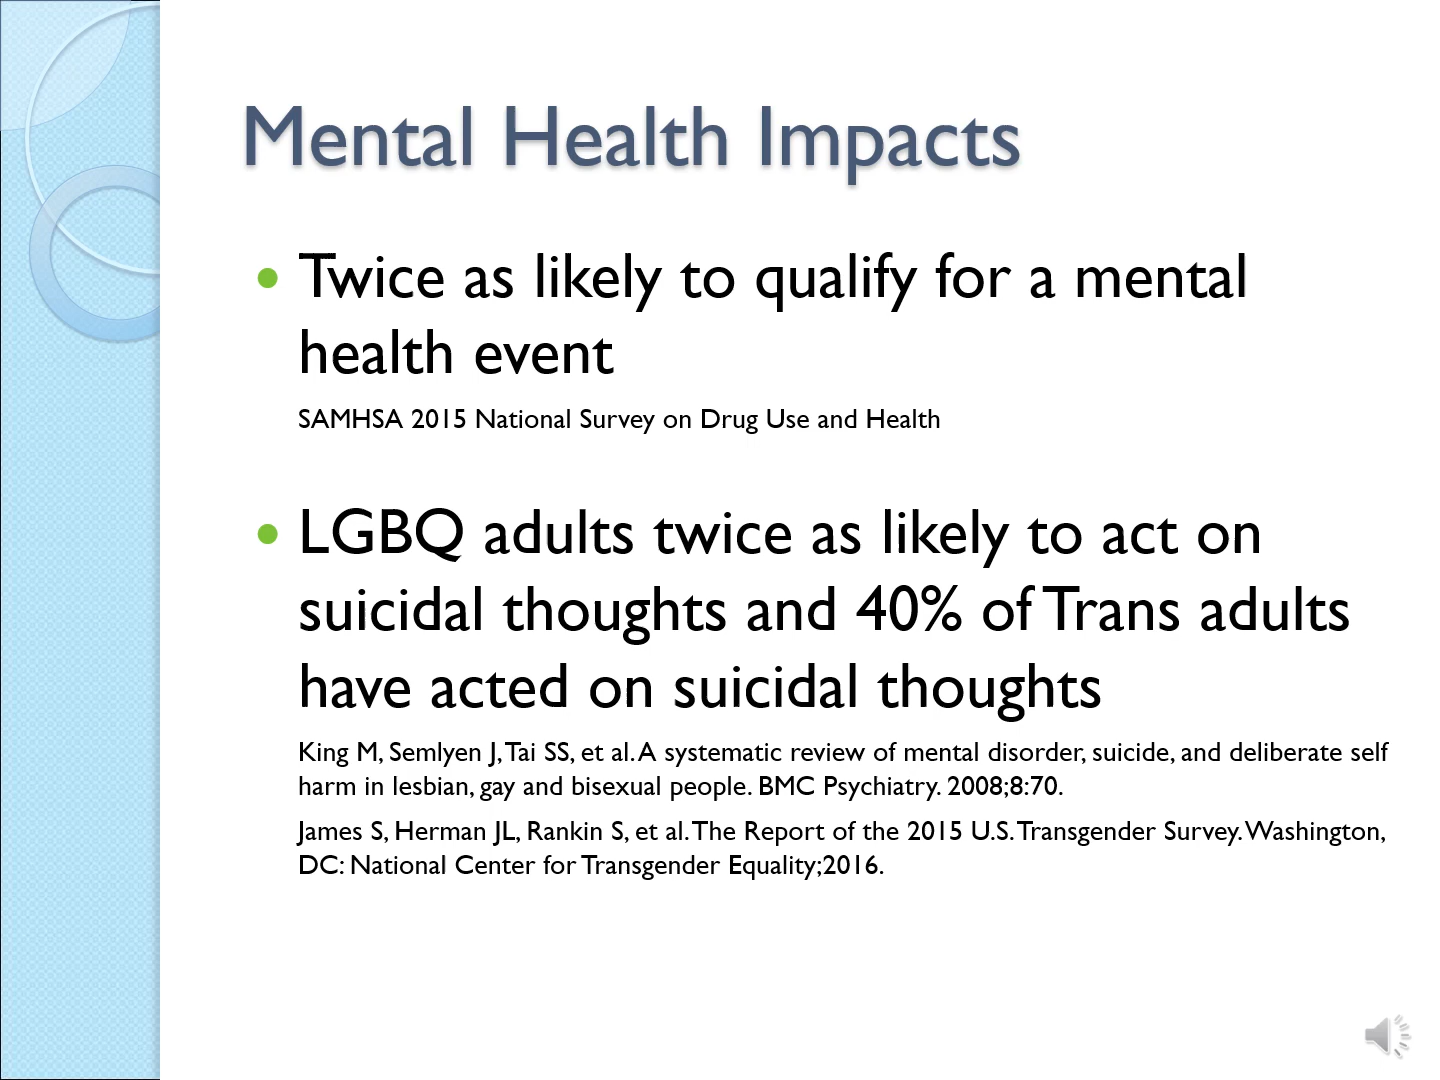 Mental Health Impacts
Twice as likely to qualify for a mental
health event
SAMHSA 2015 National Survey on Drug Use and Health
LGBQ adults twice as likely to act on
suicidal thoughts and 40% of Trans adults
have acted on suicidal thoughts
King M, Semlyen J, Tai SS, et al. A systematic review of mental disorder, suicide, and deliberate self
harm in lesbian, gay and bisexual people. BMC Psychiatry. 2008;8:70.
James S, Herman JL, Rankin S, et al. The Report of the 2015 U.S. Transgender Survey. Washington,
DC: National Center for Transgender Equality;2016.